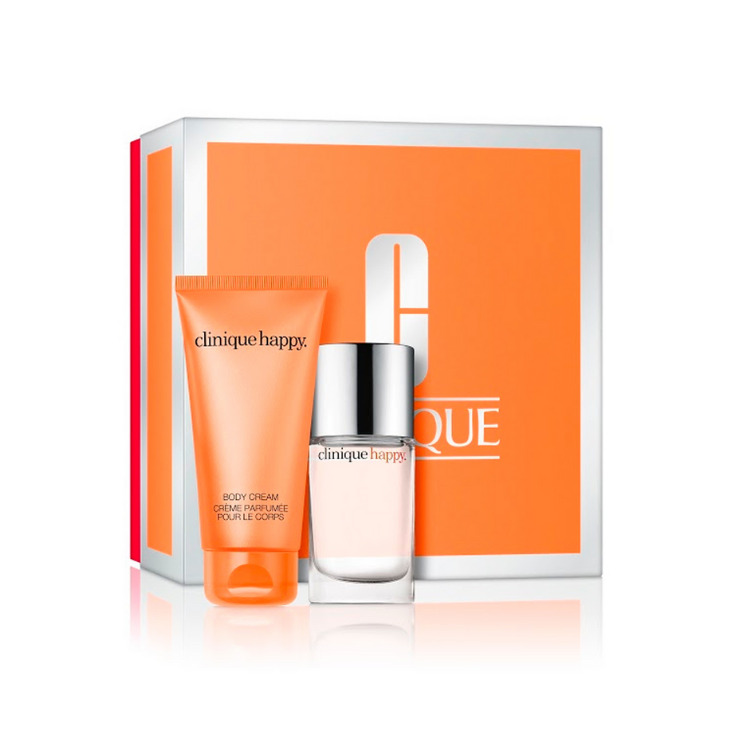 clinique happy.
BODY CREAM
CRÈME PARFUMÉE
POUR LE CORPS
clinique happy.
QUE